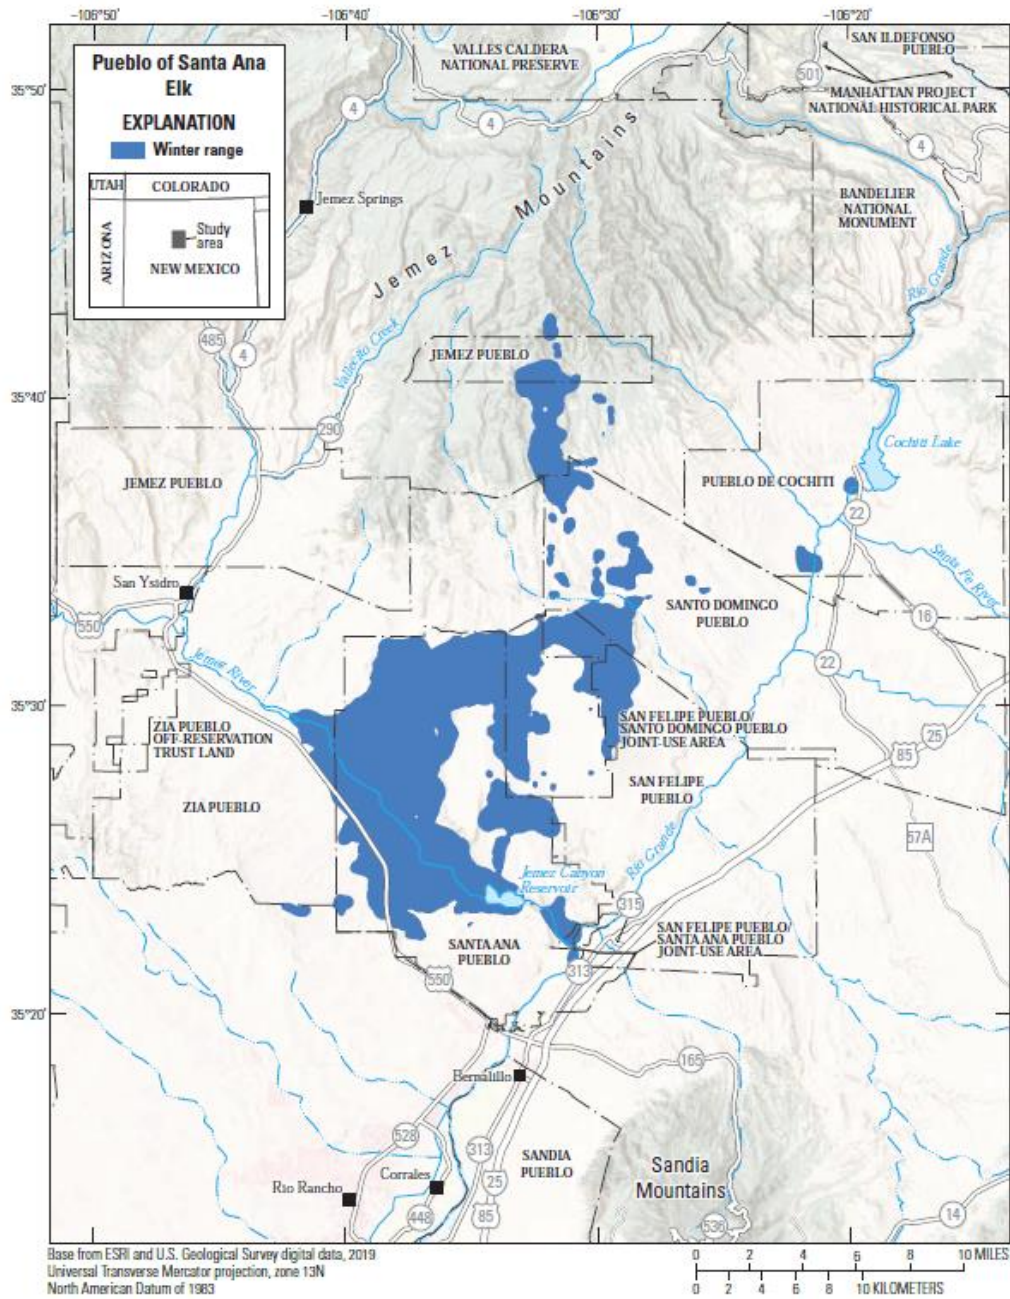 −106°50'
−106°40'
−106°30'
−106°20'
35°50'
35°40'
35°30'
35°20'
Pueblo of Santa Ana
Elk
EXPLANATION
Winter range
UTAH
COLORADO
ARIZONA
Study
area
NEW MEXICO
VALLES CALDERA
NATIONAL PRESERVE
SAN ILDEFONSO
PUEBLO
501
MANHATTAN PROJECT
NATIONAL HISTORICAL PARK
4
4
4
Jemez Springs
Jemez Mountains
BANDELIER
NATIONAL
MONUMENT
Rio Grande
485
4
Vallecito Creek
JEMEZ PUEBLO
290
Cochiti Lake
JEMEZ PUEBLO
PUEBLO DE COCHITI
22
Santa Fe River
San Ysidro
550
SANTO DOMINGO
PUEBLO
16
22
Jemez River
ZIA PUEBLO
OFF-RESERVATION
TRUST LAND
SAN FELIPE PUEBLO/
SANTO DOMINGO PUEBLO
JOINT-USE AREA
25
85
SAN FELIPE
PUEBLO
ZIA PUEBLO
57A
Rio Grande
Jemez Canyon
Reservoir
315
SANTA ANA
PUEBLO
SAN FELIPE PUEBLO/
SANTA ANA PUEBLO
JOINT-USE AREA
550
313
165
Bernalillo
528
313
SANDIA
PUEBLO
Sandia
Mountains
Rio Rancho
Corrales
25
448
85
536
14
Base from ESRI and U.S. Geological Survey digital data, 2019
Universal Transverse Mercator projection, zone 13N
North American Datum of 1983
0 2 4 6 8 10 MILES
0 2 4 6 8 10 KILOMETERS